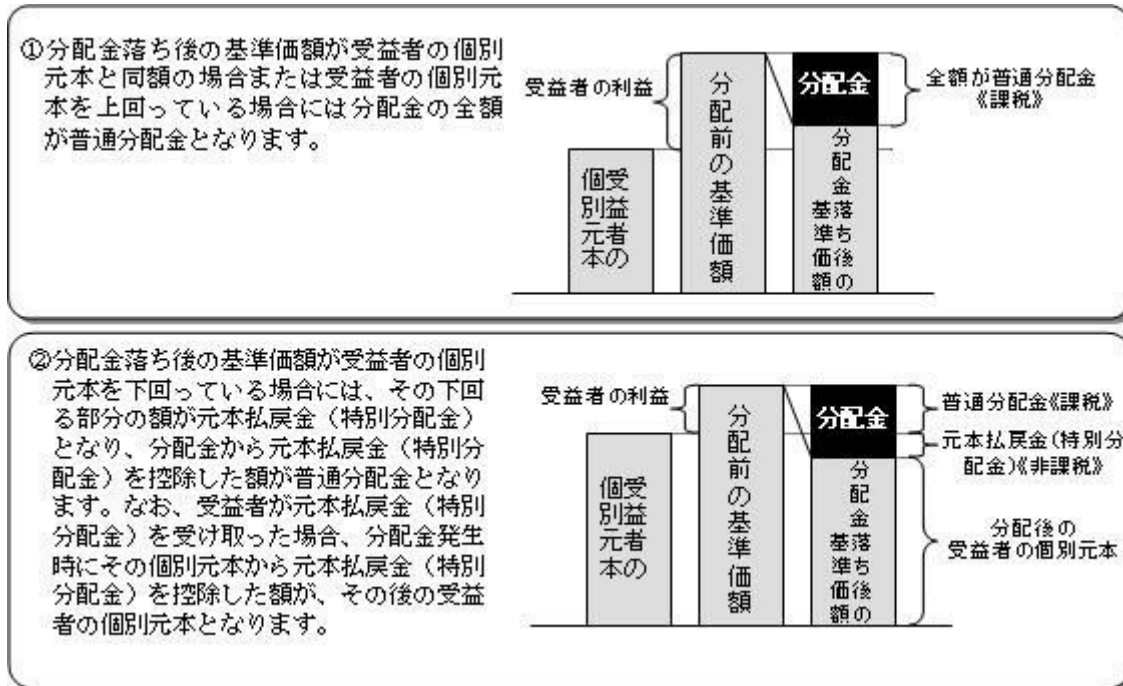 ①分配金落ち後の基準価額が受益者の個別
元本と同額の場合または受益者の個別元
本を上回っている場合には分配金の全額
が普通分配金となります。
受益者の利益
分配前の基準価額
分配金
全額が普通分配金
《課税》
受益者の
個別元本
分配金落ち後の
基準価額
②分配金落ち後の基準価額が受益者の個別
元本を下回っている場合には、その下回
る部分の額が元本払戻金（特別分配金）
となり、分配金から元本払戻金（特別分
配金）を控除した額が普通分配金となり
ます。なお、受益者が元本払戻金（特別
分配金）を受け取った場合、分配金発生
時にその個別元本から元本払戻金（特別
分配金）を控除した額が、その後の受益
者の個別元本となります。
受益者の利益
分配前の基準価額
分配金
普通分配金《課税》
元本払戻金（特別分
配金）《非課税》
受益者の
個別元本
分配金落ち後の
基準価額
分配後の
受益者の個別元本